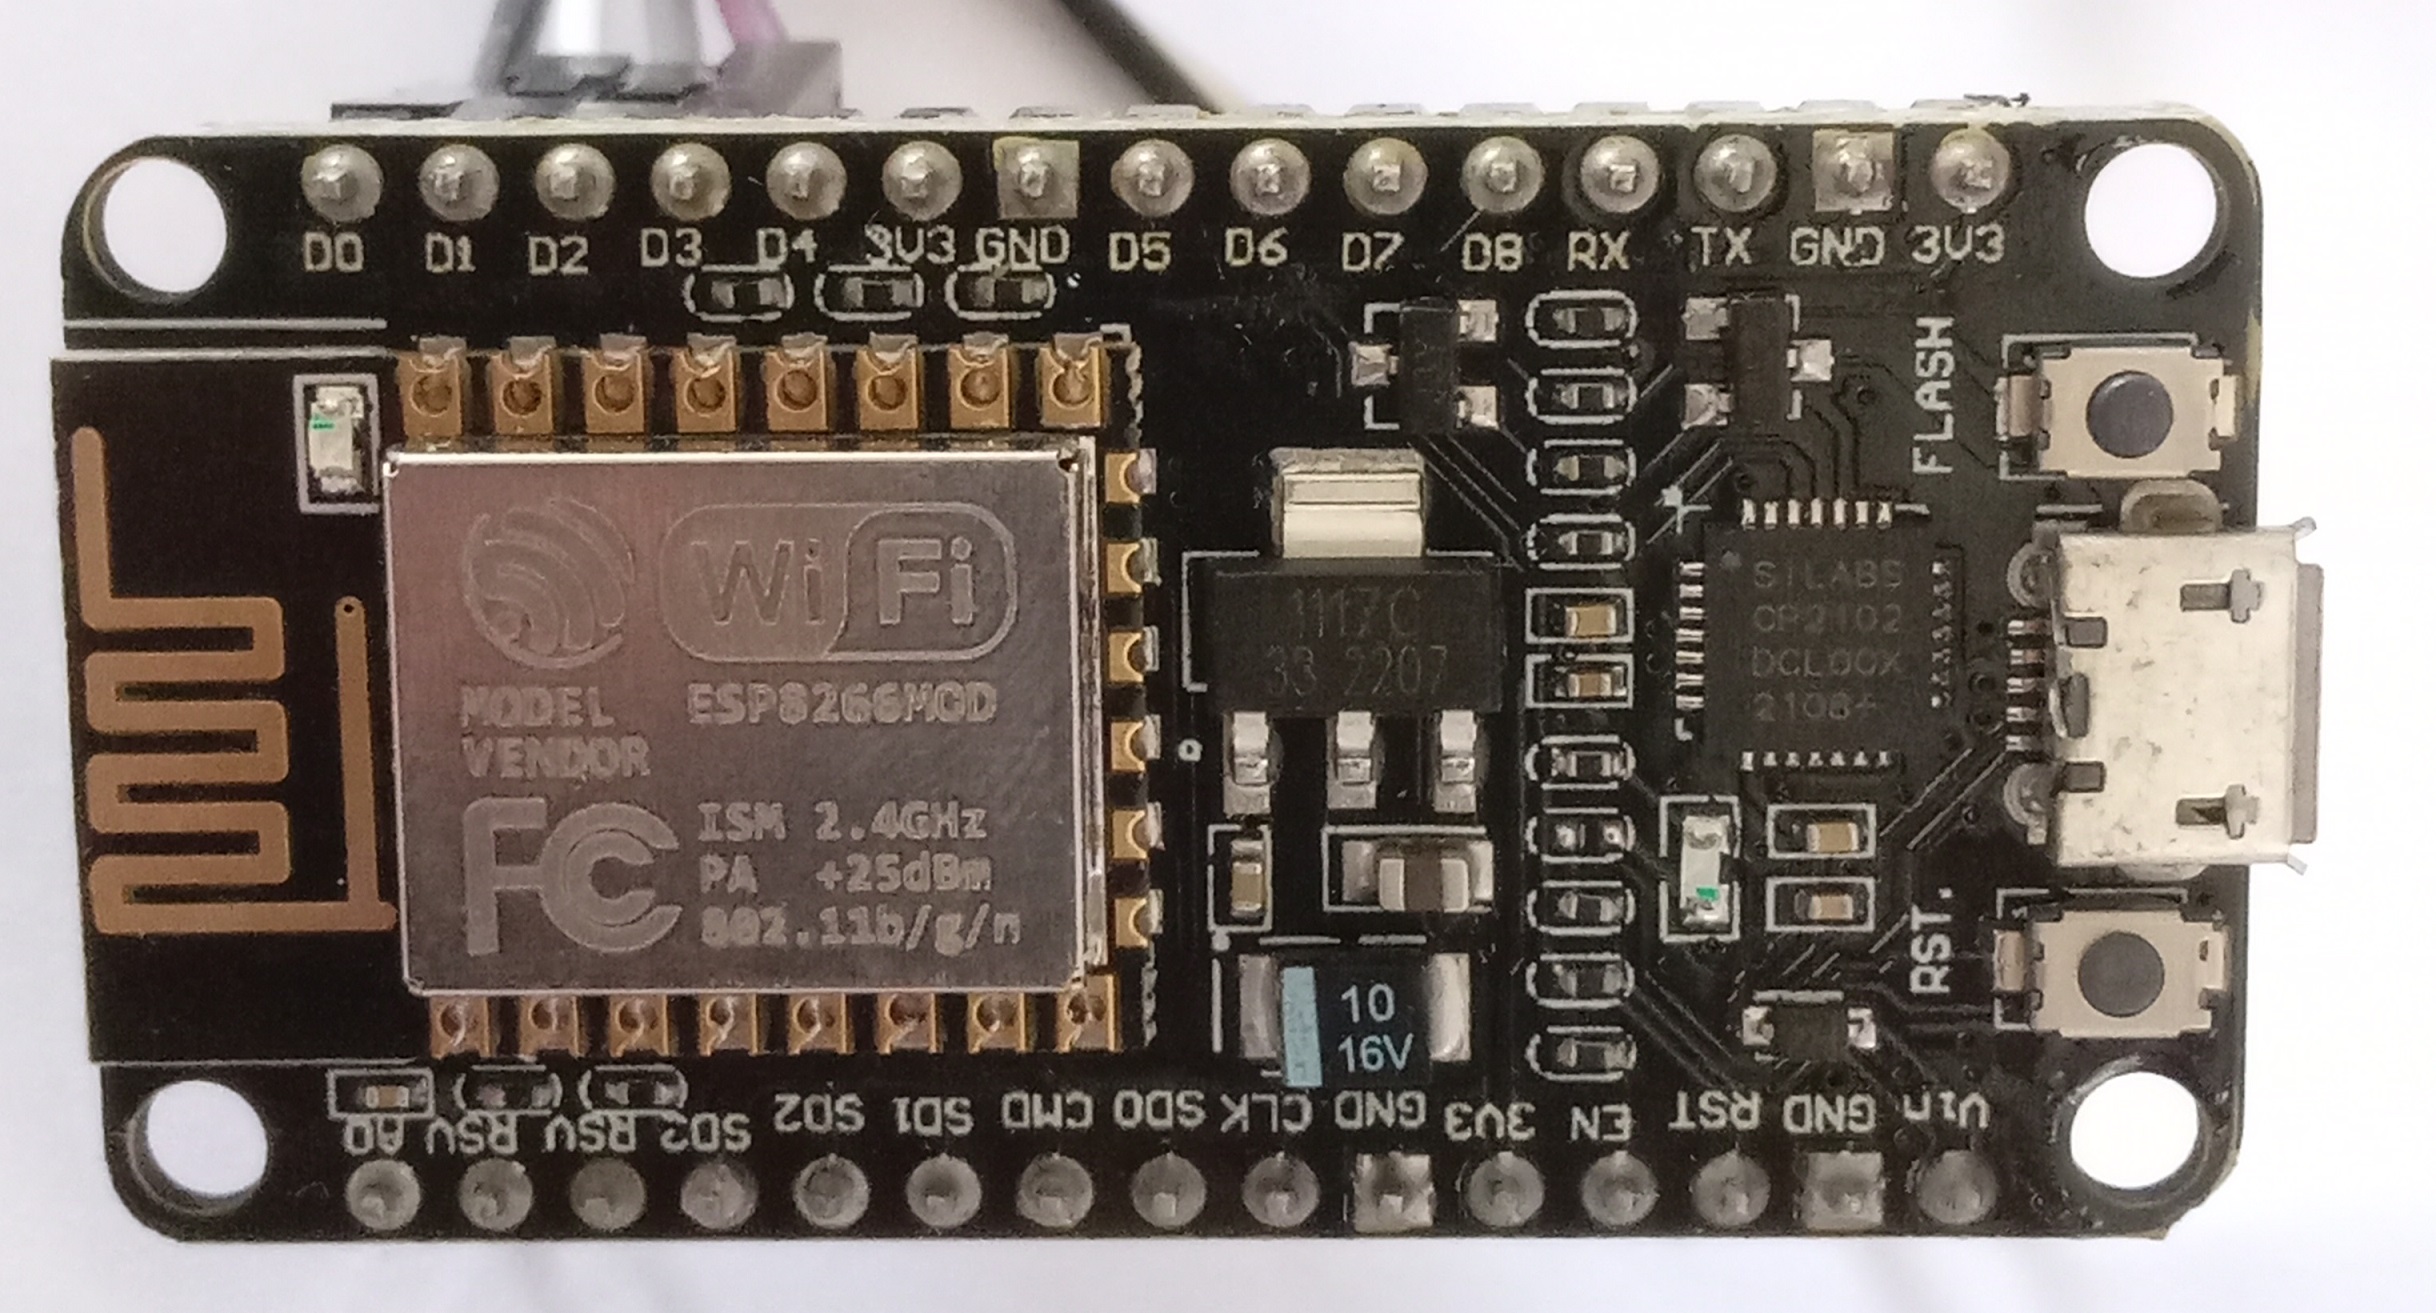 D0 D1 D2 D3 D4 3V3 GND D5 D6 D7 D8 RX TX GND 3V3
FLASH
WiFi
MODEL ESP8266MOD
VENDOR
FC ISM 2.4GHz
PA +25dBm
802.11b/g/n
1117C
33 2207
SILABS
CP2102
DCL00X
2108+
RST.
10
16V
A0 RSV RSV SD3 SD2 SD1 CMD SD0 CLK GND 3V3 EN RST GND Vin